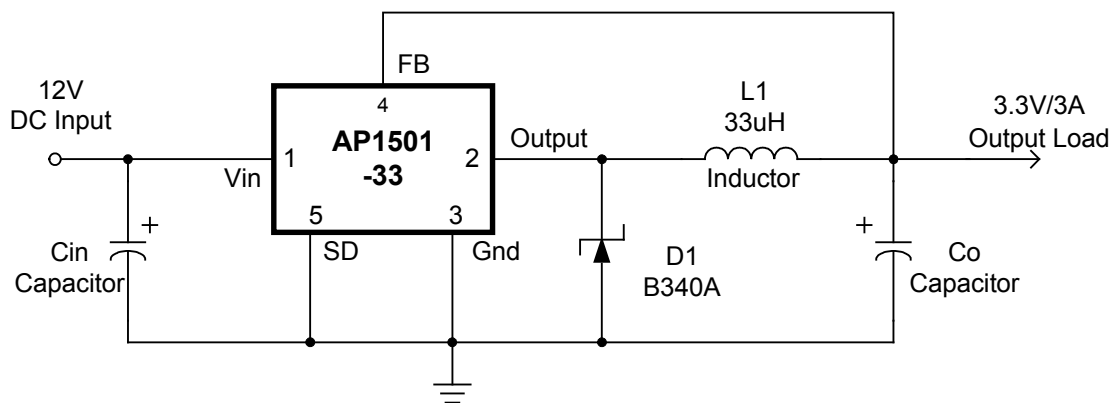 FB
12V
DC Input
4
L1
33uH
3.3V/3A
Output Load
AP1501
-33
Output
1
2
Vin
Inductor
5
3
+
SD
Gnd
+
Cin
Capacitor
D1
B340A
Co
Capacitor